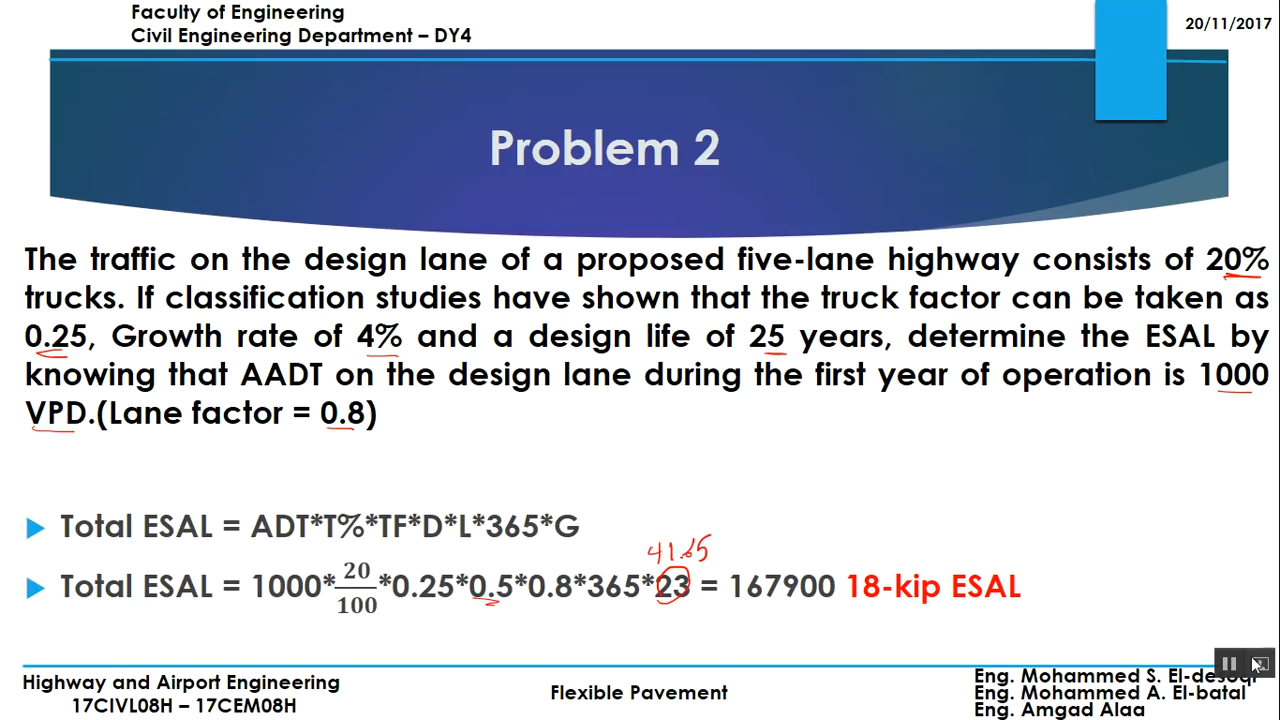 Faculty of Engineering
Civil Engineering Department – DY4
20/11/2017
Problem 2
The traffic on the design lane of a proposed five-lane highway consists of 20%
trucks. If classification studies have shown that the truck factor can be taken as
0.25, Growth rate of 4% and a design life of 25 years, determine the ESAL by
knowing that AADT on the design lane during the first year of operation is 1000
VPD.(Lane factor = 0.8)
Total ESAL = ADT*T%*TF*D*L*365*G
41.65
Total ESAL = 1000*20/100*0.25*0.5*0.8*365*23 = 167900 18-kip ESAL
Highway and Airport Engineering
17CIVL08H – 17CEM08H
Flexible Pavement
Eng. Mohammed S. El-desoqi
Eng. Mohammed A. El-batal
Eng. Amgad Alaa